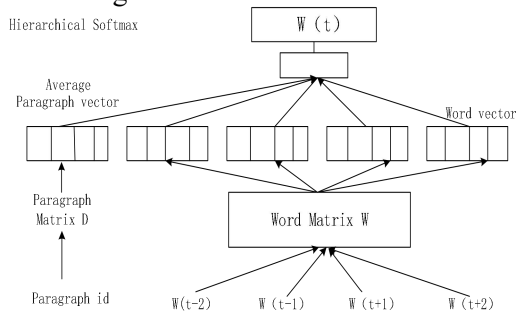 Hierarchical Softmax
W (t)
Average
Paragraph vector
Word vector
Paragraph
Matrix D
Word Matrix W
Paragraph id
W(t-2)
W (t-1)
W (t+1)
W (t+2)